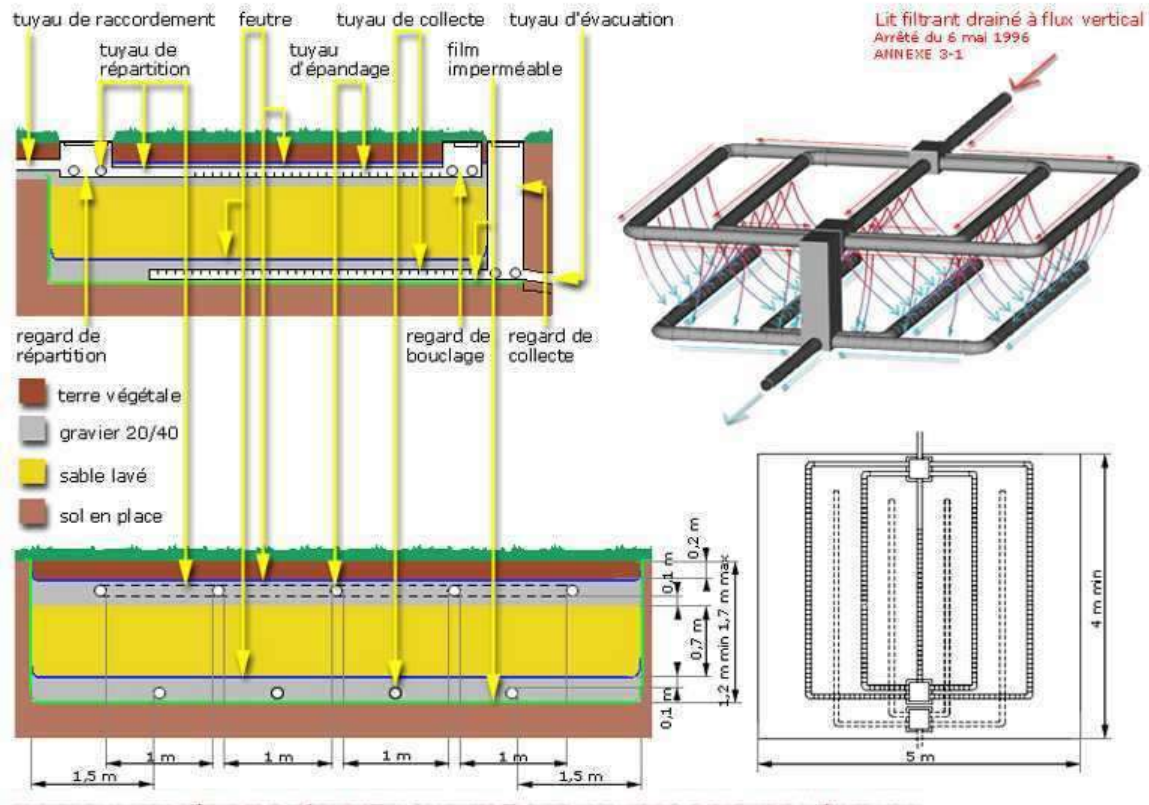 tuyau de raccordement
feutre
tuyau de collecte
tuyau d'évacuation
tuyau de
répartition
tuyau
d'épandage
film
imperméable
Lit filtrant drainé à flux vertical
Arrêté du 6 mai 1996
ANNEXE 3-1
regard de
répartition
regard de
bouclage
regard de
collecte
terre végétale
gravier 20/40
sable lavé
sol en place
0,2 m
0,1 m
0,7 m
0,1 m
1,2 m min 1,7 m max
1 m
1 m
1 m
1 m
1,5 m
1,5 m
4 m min
5 m